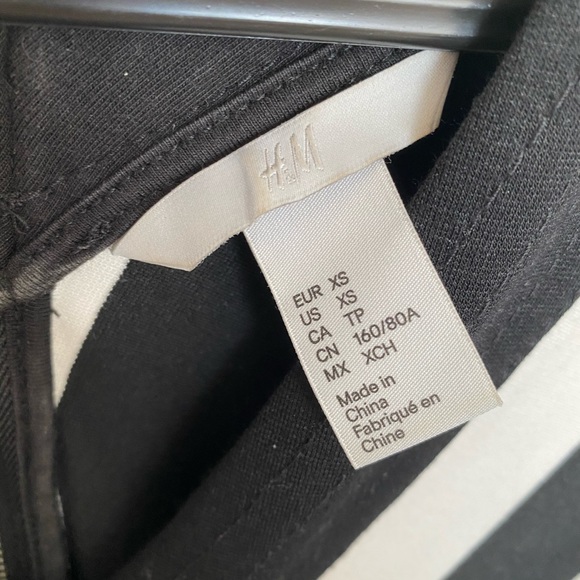 H&M
EUR XS
US XS
CA TP
CN 160/80A
MX XCH
Made in
China
Fabriqué en
Chine